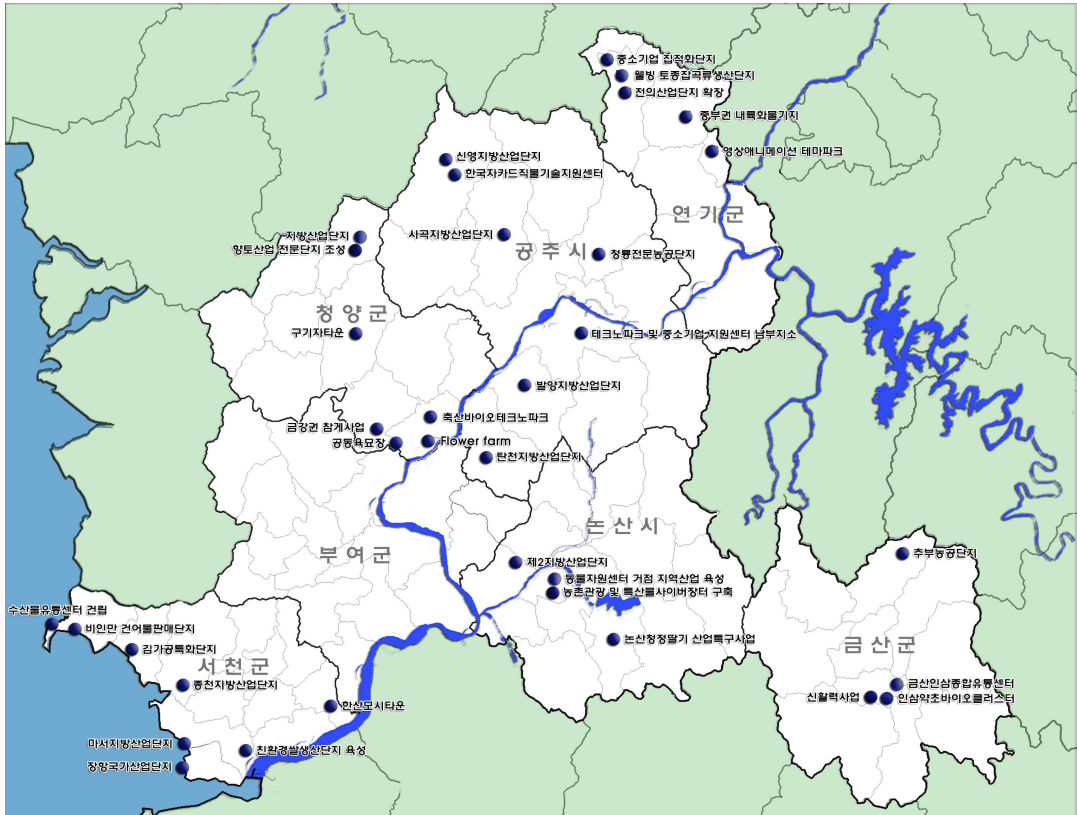 중소기업 집적화단지
웰빙 토종잡곡류생산단지
전의산업단지 확장
중부권 내륙화물기지
영상애니메이션 테마파크
신영지방산업단지
한국자카드직물기술지원센터
연기군
지방산업단지
사곡지방산업단지
향토산업 전문단지 조성
공주시
청룡전문농공단지
청양군
구기자타운
테크노파크 및 중소기업 지원센터 남부지소
발양지방산업단지
축산바이오테크노파크
금강권 참게사업
공동육묘장
Flower farm
탄천지방산업단지
논산시
부여군
제2지방산업단지
추부농공단지
동물자원센터 거점 지역산업 육성
농촌관광 및 특산물사이버장터 구축
수산물유통센터 건립
비인만 건어물판매단지
논산청정딸기 산업특구사업
김가공특화단지
서천군
금산군
종천지방산업단지
금산인삼종합유통센터
신활력사업
인삼약초바이오클러스터
한산모시타운
마서지방산업단지
친환경쌀생산단지 육성
장항국가산업단지